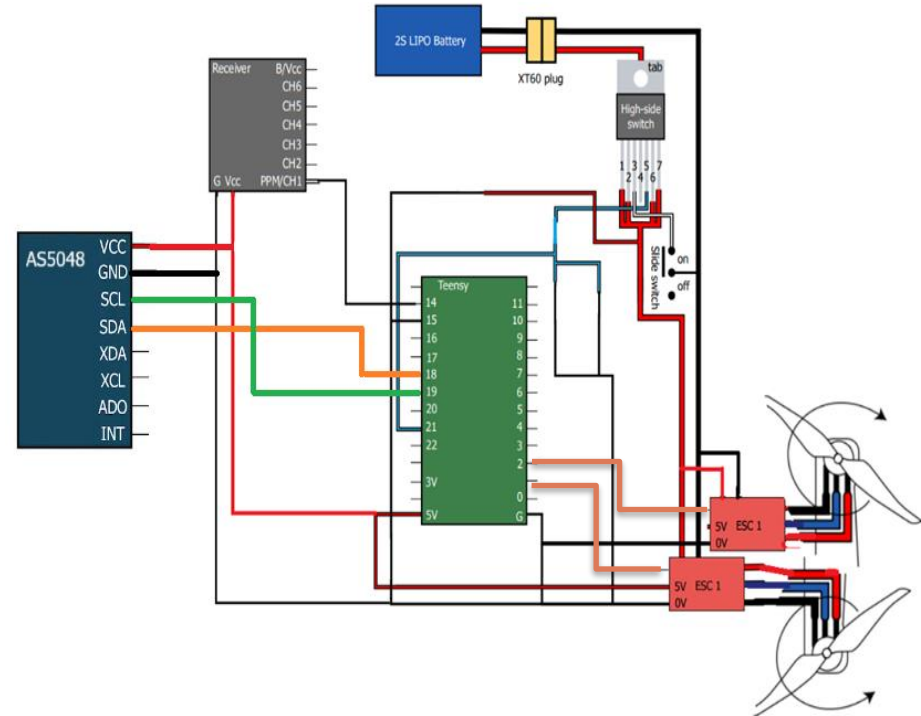 2S LIPO Battery
XT60 plug
tab
High-side
switch
1
2
3
4
5
6
7
Slide switch
on
off
Receiver
B/Vcc
CH6
CH5
CH4
CH3
CH2
G Vcc
PPM/CH1
AS5048
VCC
GND
SCL
SDA
XDA
XCL
ADO
INT
Teensy
14
15
16
17
18
19
20
21
22
3V
5V
11
10
9
8
7
6
5
4
3
2
0
G
5V
ESC 1
0V
5V
ESC 1
0V